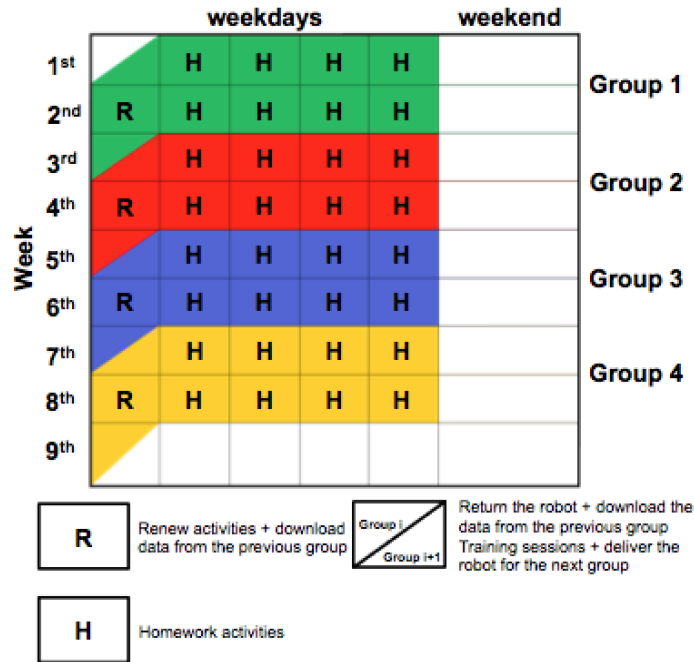 weekdays weekend
Week
1st H H H H
Group 1
2nd R H H H H
3rd H H H H
Group 2
4th R H H H H
5th H H H H
Group 3
6th R H H H H
7th H H H H
Group 4
8th R H H H H
9th
R
Renew activities + download
data from the previous group
Group i
Group i+1
Return the robot + download the
data from the previous group
Training sessions + deliver the
robot for the next group
H
Homework activities